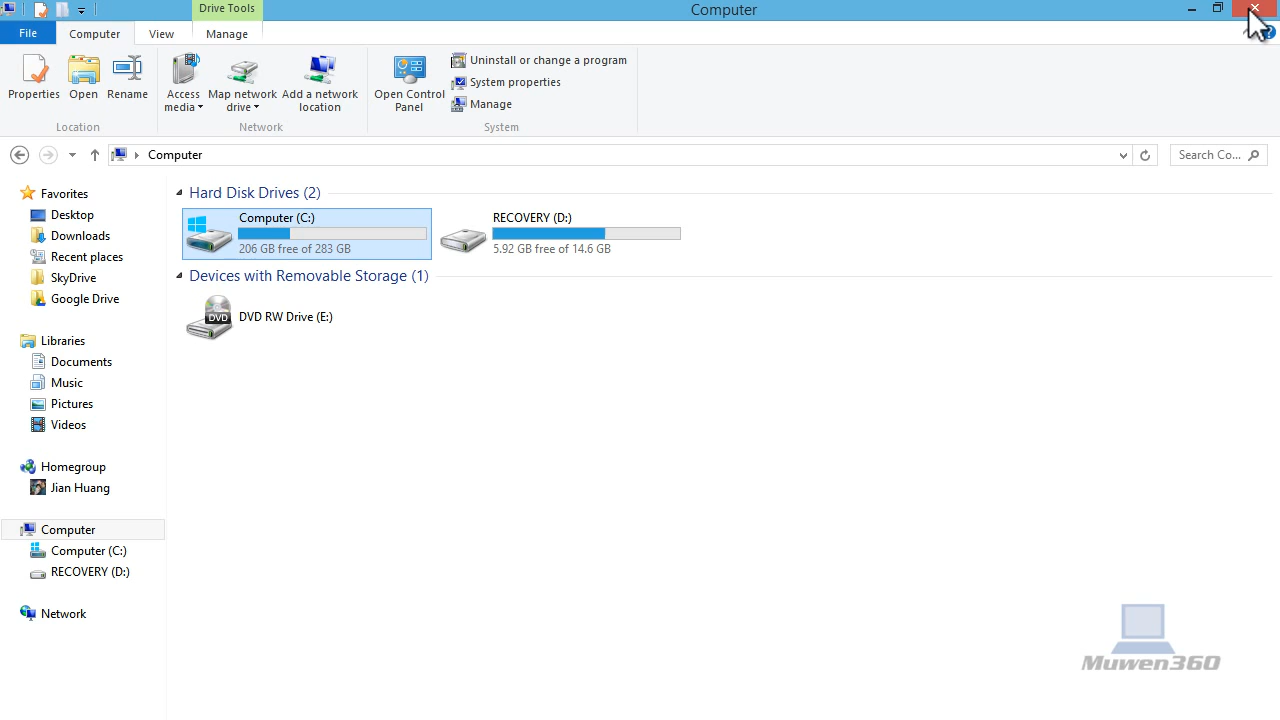 Drive Tools
Computer
File
Computer
View
Manage
Properties
Open
Rename
Access media
Map network drive
Add a network location
Open Control Panel
Uninstall or change a program
System properties
Manage
Location
Network
System
Computer
Search Co...
Favorites
Desktop
Downloads
Recent places
SkyDrive
Google Drive
Libraries
Documents
Music
Pictures
Videos
Homegroup
Jian Huang
Computer
Computer (C:)
RECOVERY (D:)
Network
Hard Disk Drives (2)
Computer (C:)
206 GB free of 283 GB
RECOVERY (D:)
5.92 GB free of 14.6 GB
Devices with Removable Storage (1)
DVD
DVD RW Drive (E:)
Muwen360